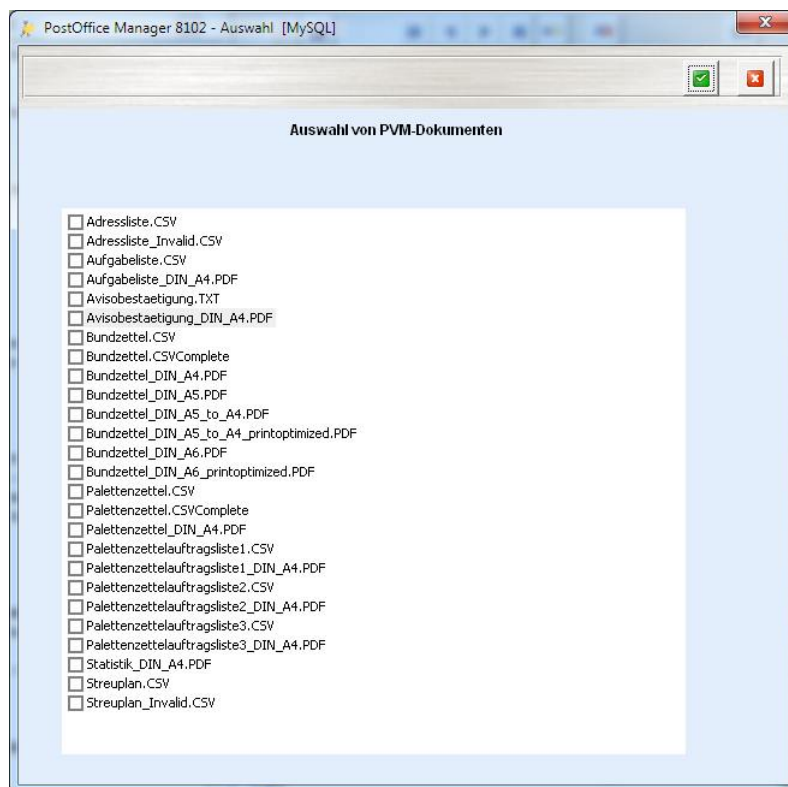 PostOffice Manager 8102 - Auswahl [MySQL]
Auswahl von PVM-Dokumenten
Adressliste.CSV
Adressliste_Invalid.CSV
Aufgabeliste.CSV
Aufgabeliste_DIN_A4.PDF
Avisobestaetigung.TXT
Avisobestaetigung_DIN_A4.PDF
Bundzettel.CSV
Bundzettel.CSVComplete
Bundzettel_DIN_A4.PDF
Bundzettel_DIN_A5.PDF
Bundzettel_DIN_A5_to_A4.PDF
Bundzettel_DIN_A5_to_A4_printoptimized.PDF
Bundzettel_DIN_A6.PDF
Bundzettel_DIN_A6_printoptimized.PDF
Palettenzettel.CSV
Palettenzettel.CSVComplete
Palettenzettel_DIN_A4.PDF
Palettenzettelauftragsliste1.CSV
Palettenzettelauftragsliste1_DIN_A4.PDF
Palettenzettelauftragsliste2.CSV
Palettenzettelauftragsliste2_DIN_A4.PDF
Palettenzettelauftragsliste3.CSV
Palettenzettelauftragsliste3_DIN_A4.PDF
Statistik_DIN_A4.PDF
Streuplan.CSV
Streuplan_Invalid.CSV